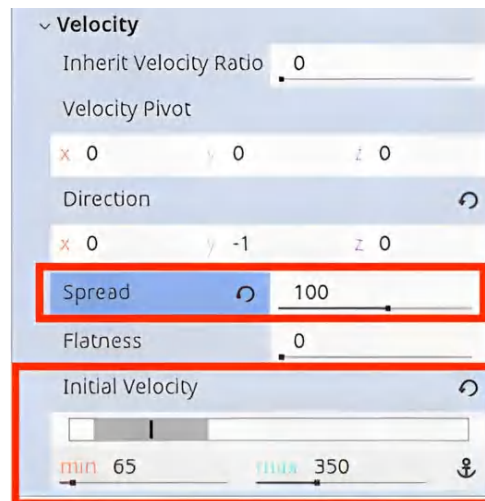 Velocity
Inherit Velocity Ratio 0
Velocity Pivot
x 0 y 0 z 0
Direction
x 0 y -1 z 0
Spread 100
Flatness 0
Initial Velocity
min 65 max 350